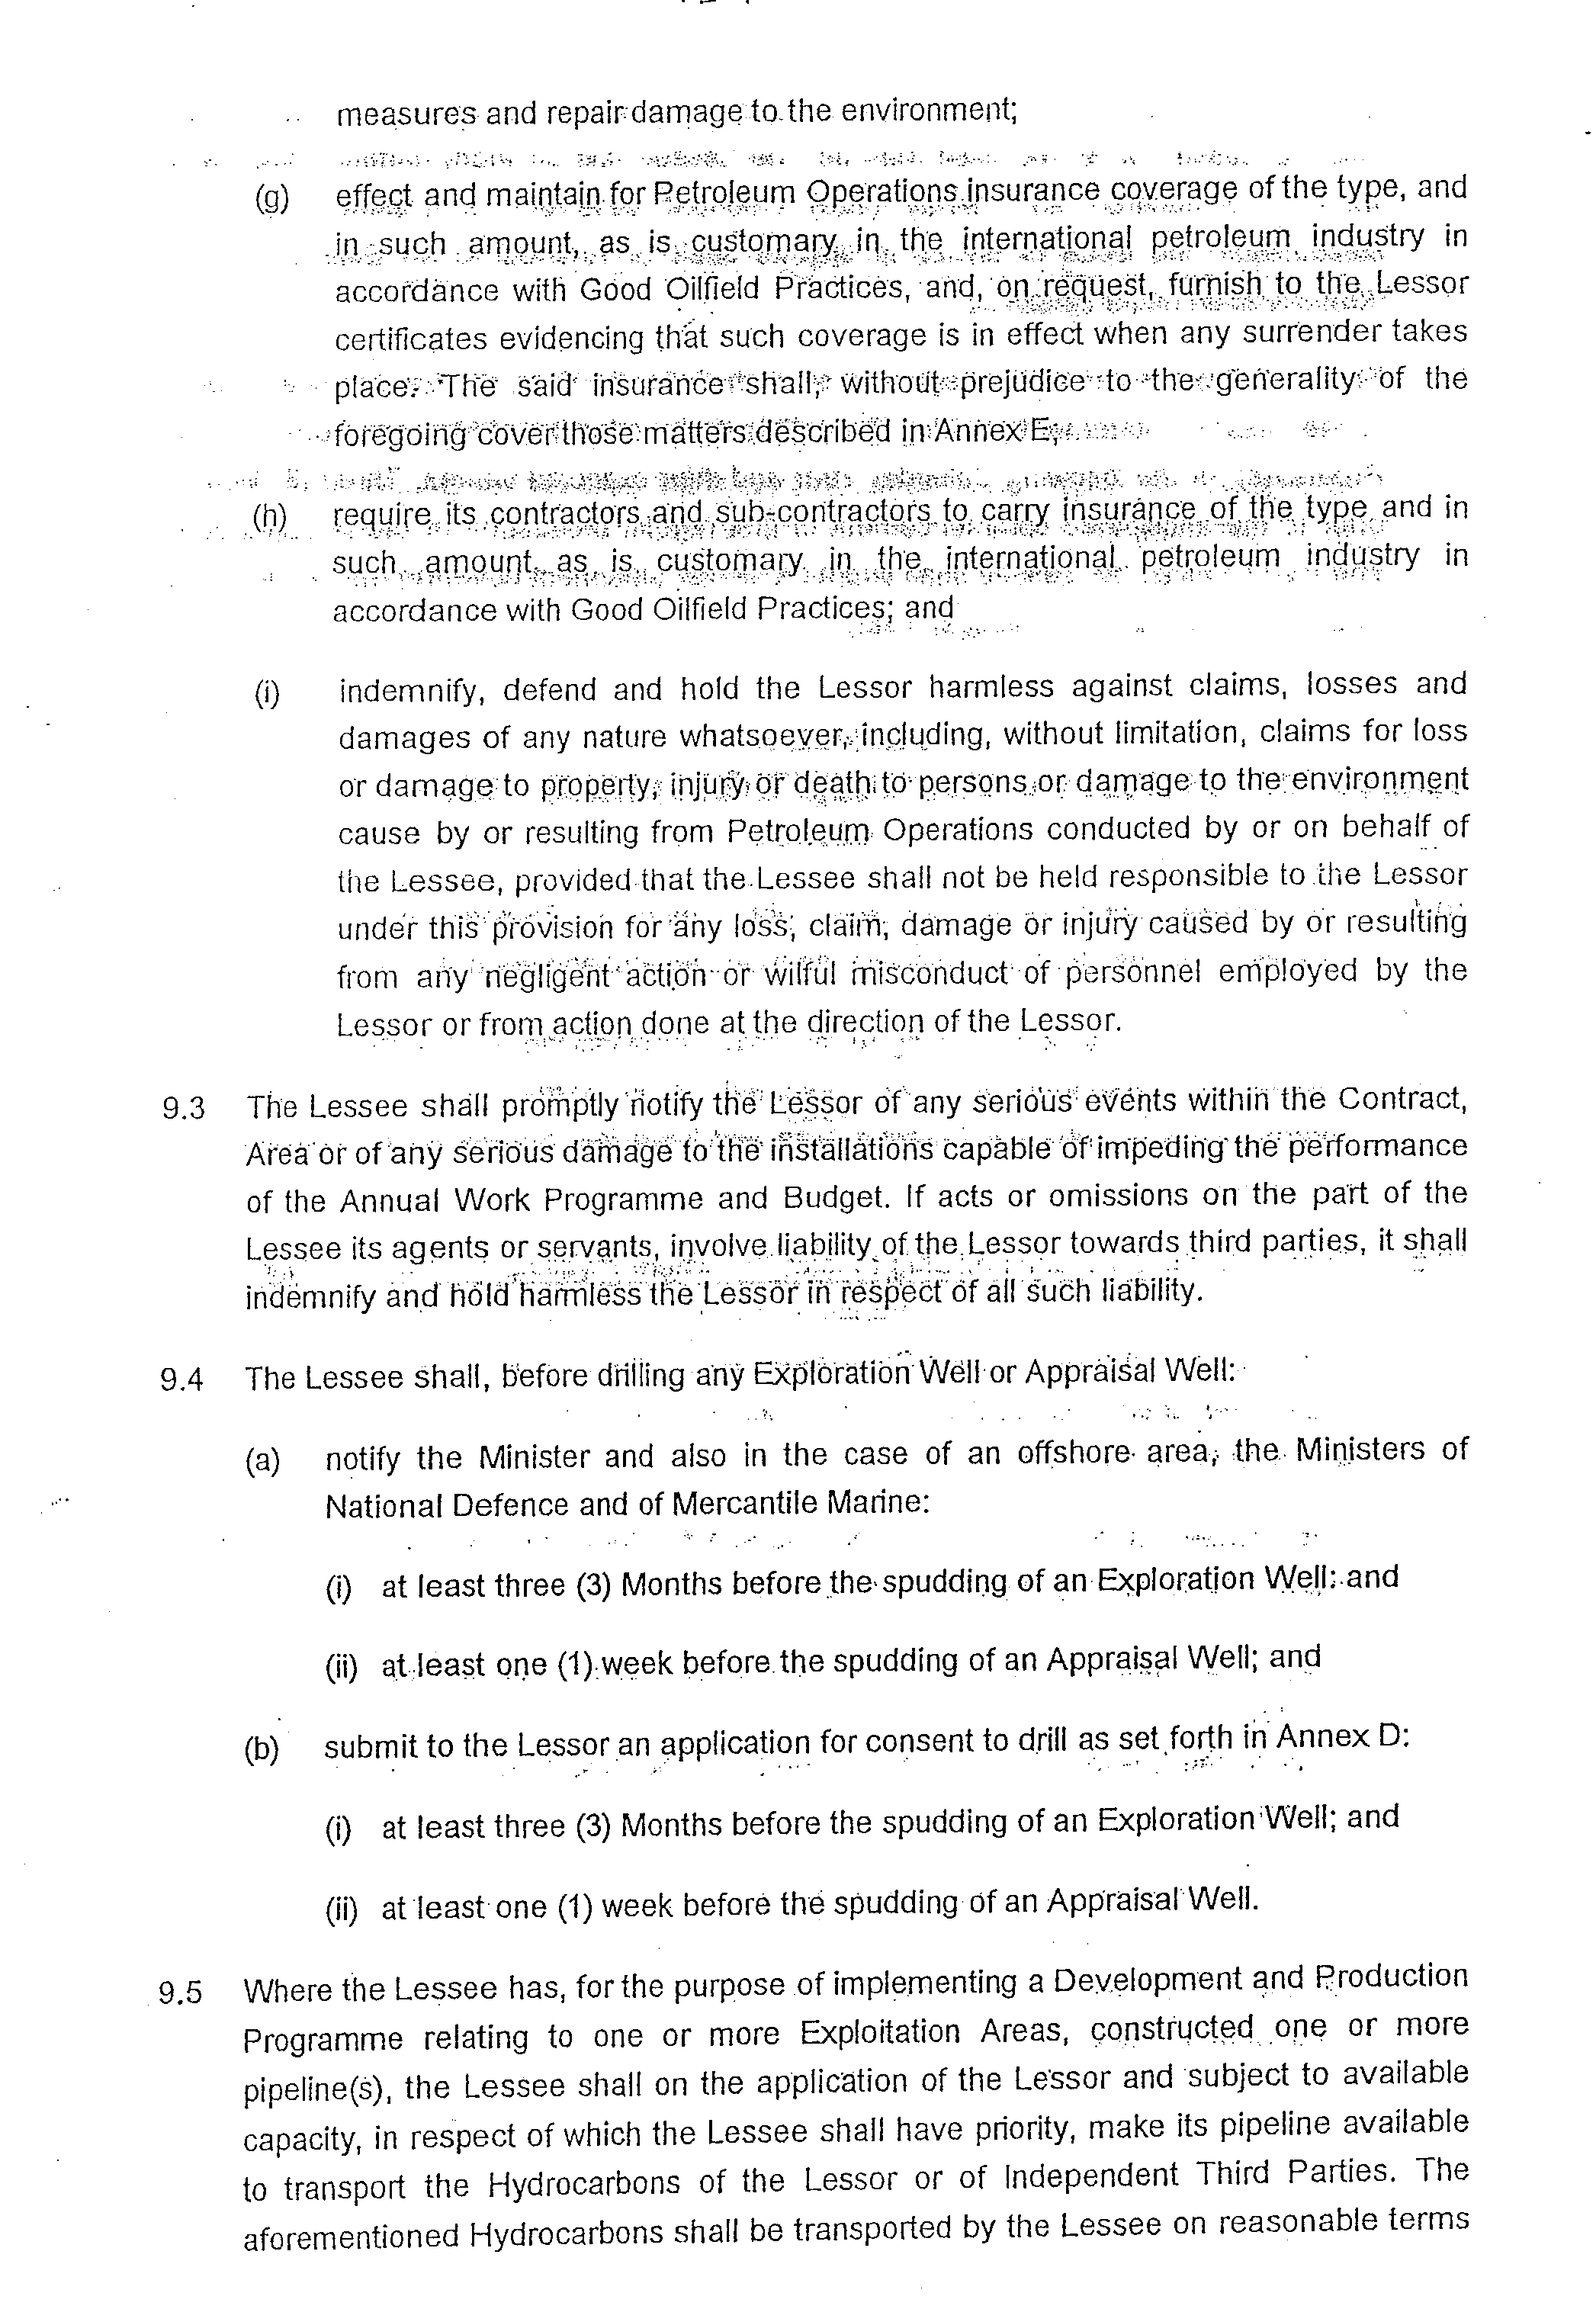 measures and repair damage to the environment;
(g) effect and maintain for Petroleum Operations insurance coverage of the type, and
in such amount, as is customary in the international petroleum industry in
accordance with Good Oilfield Practices, and, on request, furnish to the Lessor
certificates evidencing that such coverage is in effect when any surrender takes
place. The said insurance shall, without prejudice to the generality of the
foregoing cover those matters described in Annex E;
(h) require its contractors and sub-contractors to carry insurance of the type and in
such amount as is customary in the international petroleum industry in
accordance with Good Oilfield Practices; and
(i) indemnify, defend and hold the Lessor harmless against claims, losses and
damages of any nature whatsoever, including, without limitation, claims for loss
or damage to property, injury or death to persons or damage to the environment
cause by or resulting from Petroleum Operations conducted by or on behalf of
the Lessee, provided that the Lessee shall not be held responsible to the Lessor
under this provision for any loss, claim, damage or injury caused by or resulting
from any negligent action or wilful misconduct of personnel employed by the
Lessor or from action done at the direction of the Lessor.
9.3 The Lessee shall promptly notify the Lessor of any serious events within the Contract,
Area or of any serious damage to the installations capable of impeding the performance
of the Annual Work Programme and Budget. If acts or omissions on the part of the
Lessee its agents or servants, involve liability of the Lessor towards third parties, it shall
indemnify and hold harmless the Lessor in respect of all such liability.
9.4 The Lessee shall, before drilling any Exploration Well or Appraisal Well:
(a) notify the Minister and also in the case of an offshore area, the Ministers of
National Defence and of Mercantile Marine:
(i) at least three (3) Months before the spudding of an Exploration Well: and
(ii) at least one (1) week before the spudding of an Appraisal Well; and
(b) submit to the Lessor an application for consent to drill as set forth in Annex D:
(i) at least three (3) Months before the spudding of an Exploration Well; and
(ii) at least one (1) week before the spudding of an Appraisal Well.
9.5 Where the Lessee has, for the purpose of implementing a Development and Production
Programme relating to one or more Exploitation Areas, constructed one or more
pipeline(s), the Lessee shall on the application of the Lessor and subject to available
capacity, in respect of which the Lessee shall have priority, make its pipeline available
to transport the Hydrocarbons of the Lessor or of Independent Third Parties. The
aforementioned Hydrocarbons shall be transported by the Lessee on reasonable terms